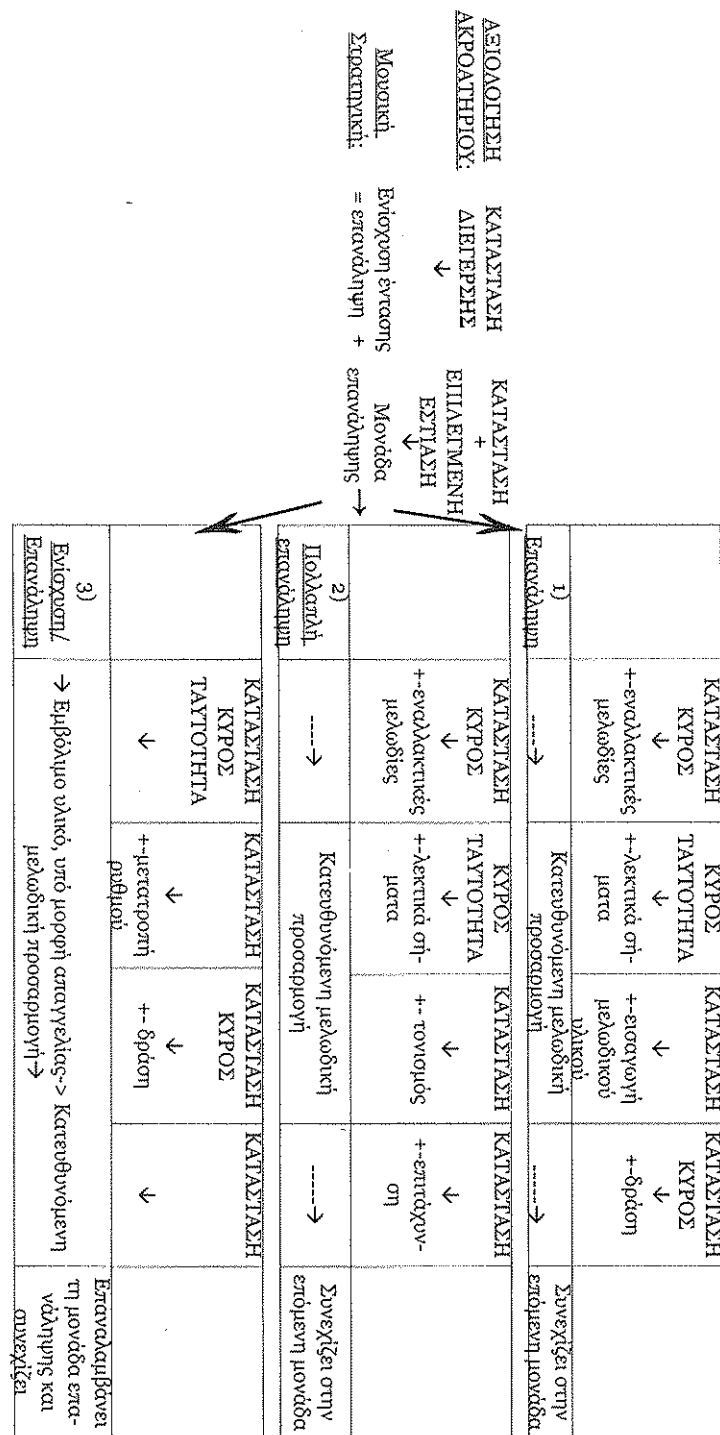 ΑΞΙΟΛΟΓΗΣΗ
ΑΚΡΟΑΤΗΡΙΟΥ:
ΚΑΤΑΣΤΑΣΗ
ΔΙΕΓΕΡΣΗΣ
↓
ΚΑΤΑΣΤΑΣΗ
+
ΕΠΙΛΕΓΜΕΝΗ
ΕΣΤΙΑΣΗ
↓
Μουσική
Στρατηγική:
Ενίσχυση έντασης
= επανάληψη +
Μονάδα
επανάληψης →
ΚΑΤΑΣΤΑΣΗ
ΚΥΡΟΣ
↓
+-εναλλακτικές
μελωδίες
ΚΥΡΟΣ
ΤΑΥΤΟΤΗΤΑ
↓
+-λεκτικά σή-
ματα
ΚΑΤΑΣΤΑΣΗ
↓
+-εισαγωγή
μελωδικού
υλικού
ΚΑΤΑΣΤΑΣΗ
ΚΥΡΟΣ
↓
+-δράση
1)
Επανάληψη
----→
Κατευθυνόμενη μελωδική
προσαρμογή
-----→
Συνεχίζει στην
επόμενη μονάδα
ΚΑΤΑΣΤΑΣΗ
ΚΥΡΟΣ
↓
+-εναλλακτικές
μελωδίες
ΚΥΡΟΣ
ΤΑΥΤΟΤΗΤΑ
↓
+-λεκτικά σή-
ματα
ΚΑΤΑΣΤΑΣΗ
↓
+- τονισμός
ΚΑΤΑΣΤΑΣΗ
↓
+-επιτάχυν-
ση
2)
Πολλαπλή
επανάληψη
----→
Κατευθυνόμενη μελωδική
προσαρμογή
-----→
Συνεχίζει στην
επόμενη μονάδα
ΚΑΤΑΣΤΑΣΗ
ΚΥΡΟΣ
ΤΑΥΤΟΤΗΤΑ
↓
ΚΑΤΑΣΤΑΣΗ
↓
+-μετατροπή
ρυθμού
ΚΑΤΑΣΤΑΣΗ
ΚΥΡΟΣ
↓
+-δράση
ΚΑΤΑΣΤΑΣΗ
↓
3)
Ενίσχυση/
Επανάληψη
→ Εμβόλιμο υλικό, υπό μορφή απαγγελίας-> Κατευθυνόμενη
μελωδική προσαρμογή→
Επαναλαμβάνει
τη μονάδα επα-
νάληψης και
συνεχίζει